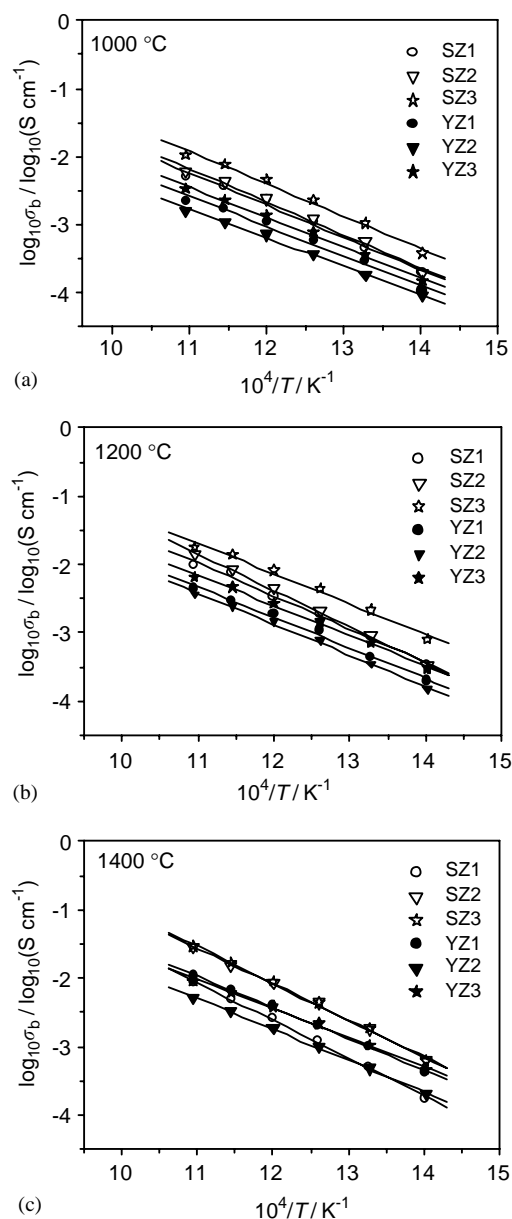 0
1000 °C
SZ1
SZ2
SZ3
YZ1
YZ2
YZ3
-1
-2
-3
-4
log₁₀σ_b / log₁₀(S cm⁻¹)
10 11 12 13 14 15
(a)
10⁴/T / K⁻¹
0
1200 °C
SZ1
SZ2
SZ3
YZ1
YZ2
YZ3
-1
-2
-3
-4
log₁₀σ_b / log₁₀(S cm⁻¹)
10 11 12 13 14 15
(b)
10⁴/T / K⁻¹
0
1400 °C
SZ1
SZ2
SZ3
YZ1
YZ2
YZ3
-1
-2
-3
-4
log₁₀σ_b / log₁₀(S cm⁻¹)
10 11 12 13 14 15
(c)
10⁴/T / K⁻¹